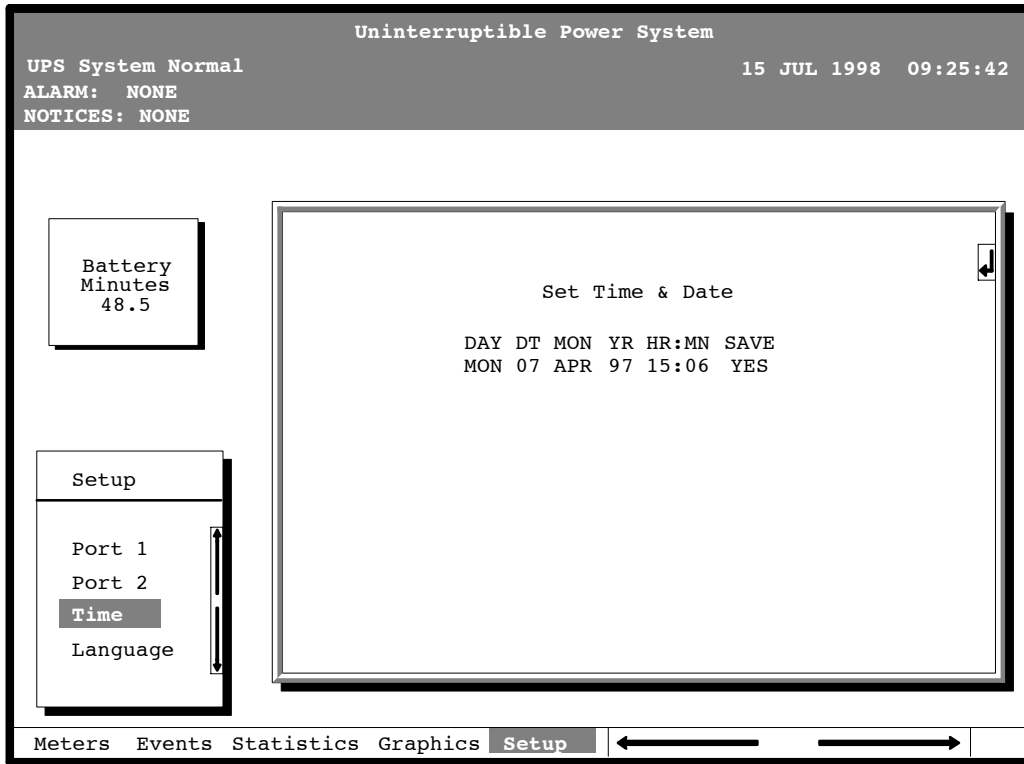 Uninterruptible Power System
UPS System Normal
15 JUL 1998 09:25:42
ALARM: NONE
NOTICES: NONE
Battery
Minutes
48.5
Set Time & Date
DAY DT MON YR HR:MN SAVE
MON 07 APR 97 15:06 YES
Setup
Port 1
Port 2
Time
Language
Meters Events Statistics Graphics Setup